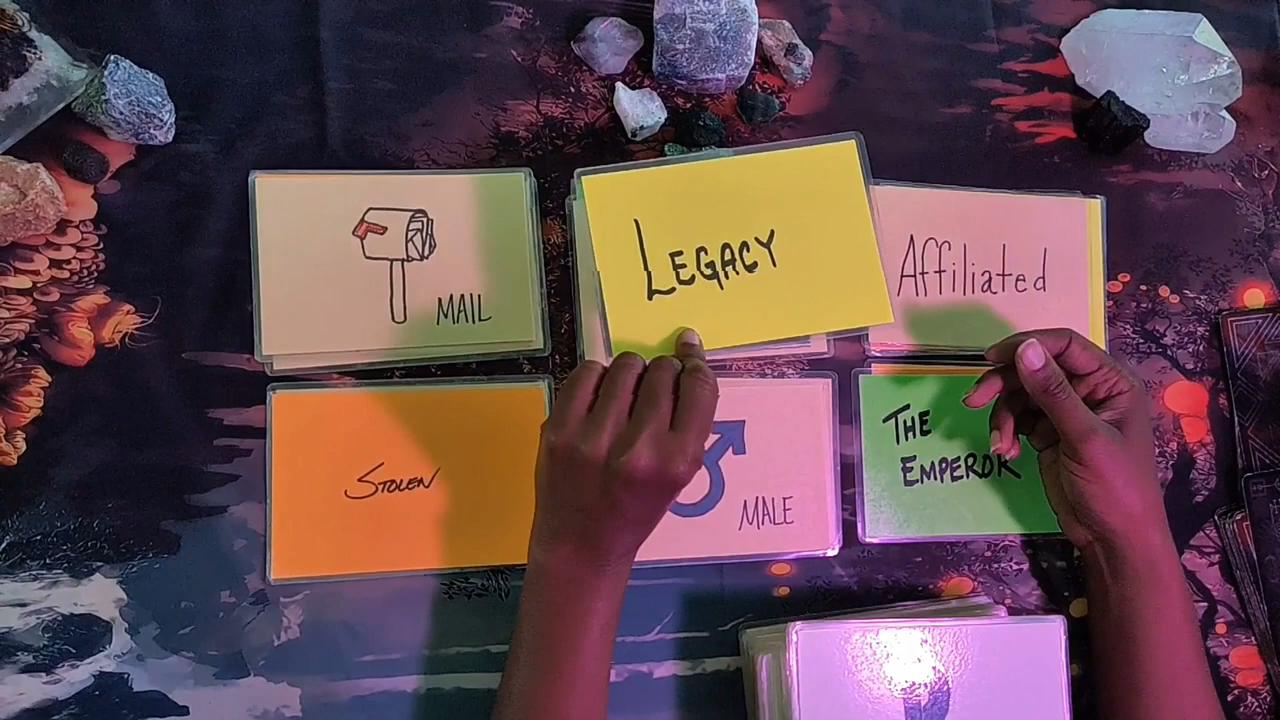 MAIL
LEGACY
Affiliated
STOLEN
MALE
THE
EMPEROR